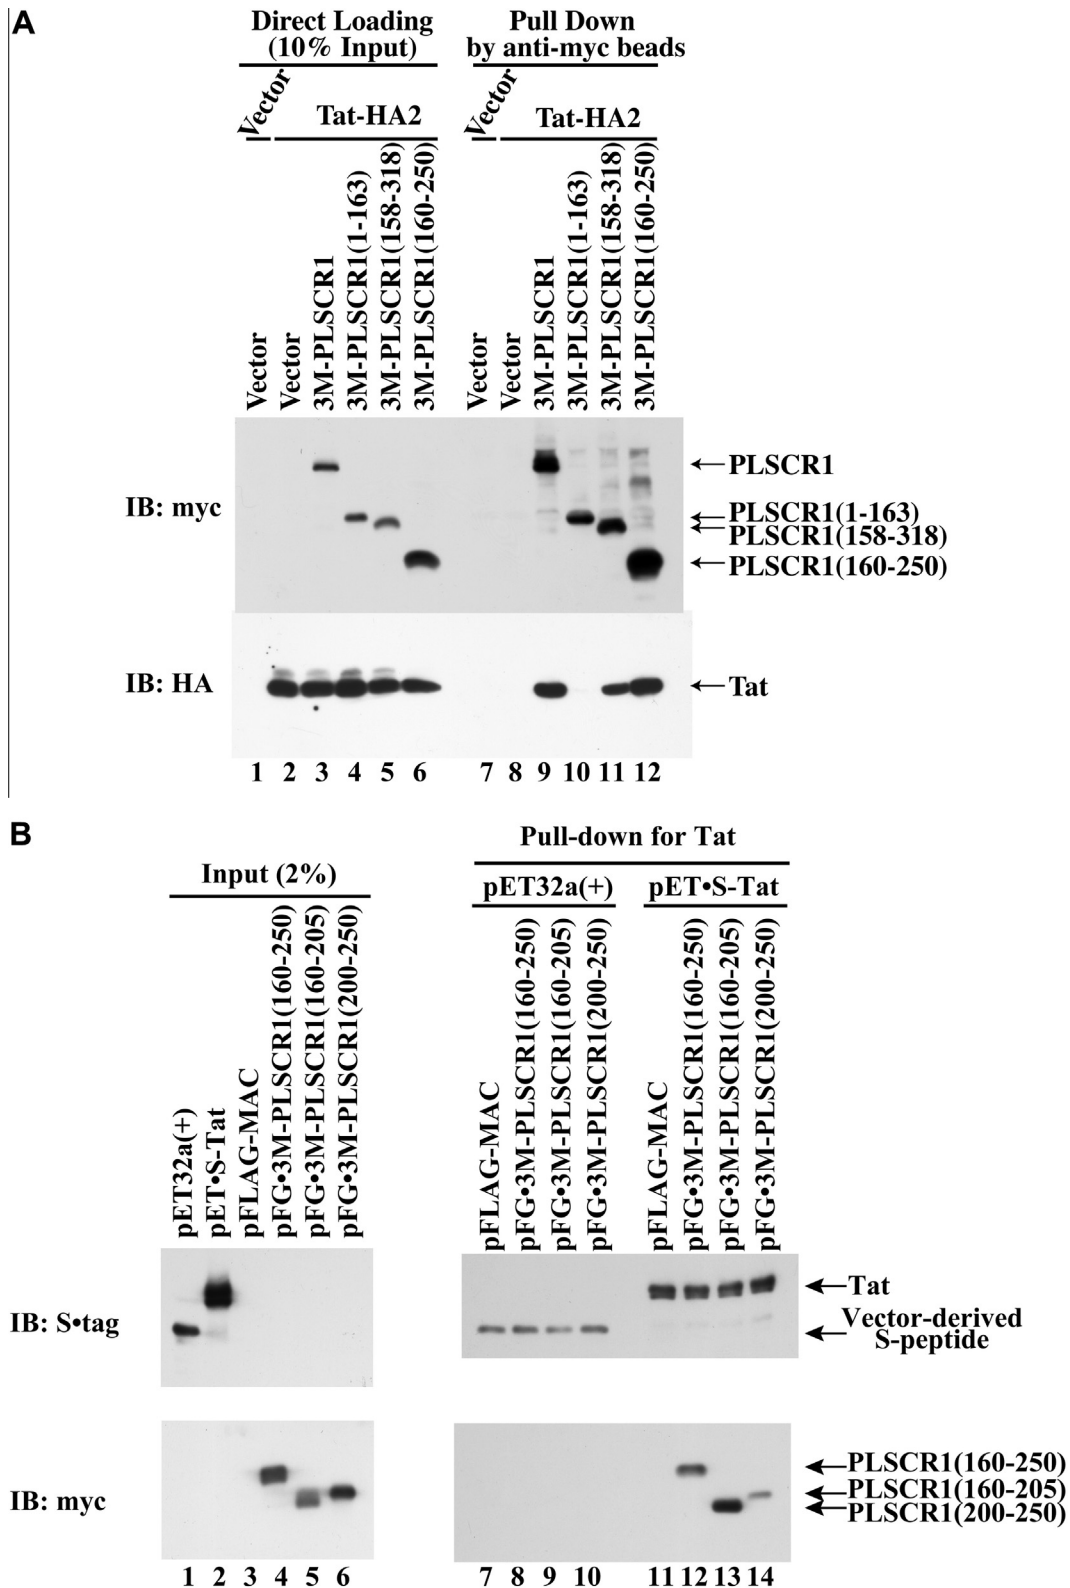 A
Direct Loading
(10% Input)
Pull Down
by anti-myc beads
Vector
Tat-HA2
Vector
Tat-HA2
Vector
Vector
3M-PLSCR1
3M-PLSCR1(1-163)
3M-PLSCR1(158-318)
3M-PLSCR1(160-250)
Vector
Vector
3M-PLSCR1
3M-PLSCR1(1-163)
3M-PLSCR1(158-318)
3M-PLSCR1(160-250)
IB: myc
PLSCR1
PLSCR1(1-163)
PLSCR1(158-318)
PLSCR1(160-250)
IB: HA
Tat
1 2 3 4 5 6 7 8 9 10 11 12
B
Pull-down for Tat
Input (2%)
pET32a(+)
pET•S-Tat
pET32a(+)
pET•S-Tat
pFLAG-MAC
pFG•3M-PLSCR1(160-250)
pFG•3M-PLSCR1(160-205)
pFG•3M-PLSCR1(200-250)
pFLAG-MAC
pFG•3M-PLSCR1(160-250)
pFG•3M-PLSCR1(160-205)
pFG•3M-PLSCR1(200-250)
pFLAG-MAC
pFG•3M-PLSCR1(160-250)
pFG•3M-PLSCR1(160-205)
pFG•3M-PLSCR1(200-250)
IB: S•tag
Tat
Vector-derived
S-peptide
IB: myc
PLSCR1(160-250)
PLSCR1(160-205)
PLSCR1(200-250)
1 2 3 4 5 6 7 8 9 10 11 12 13 14